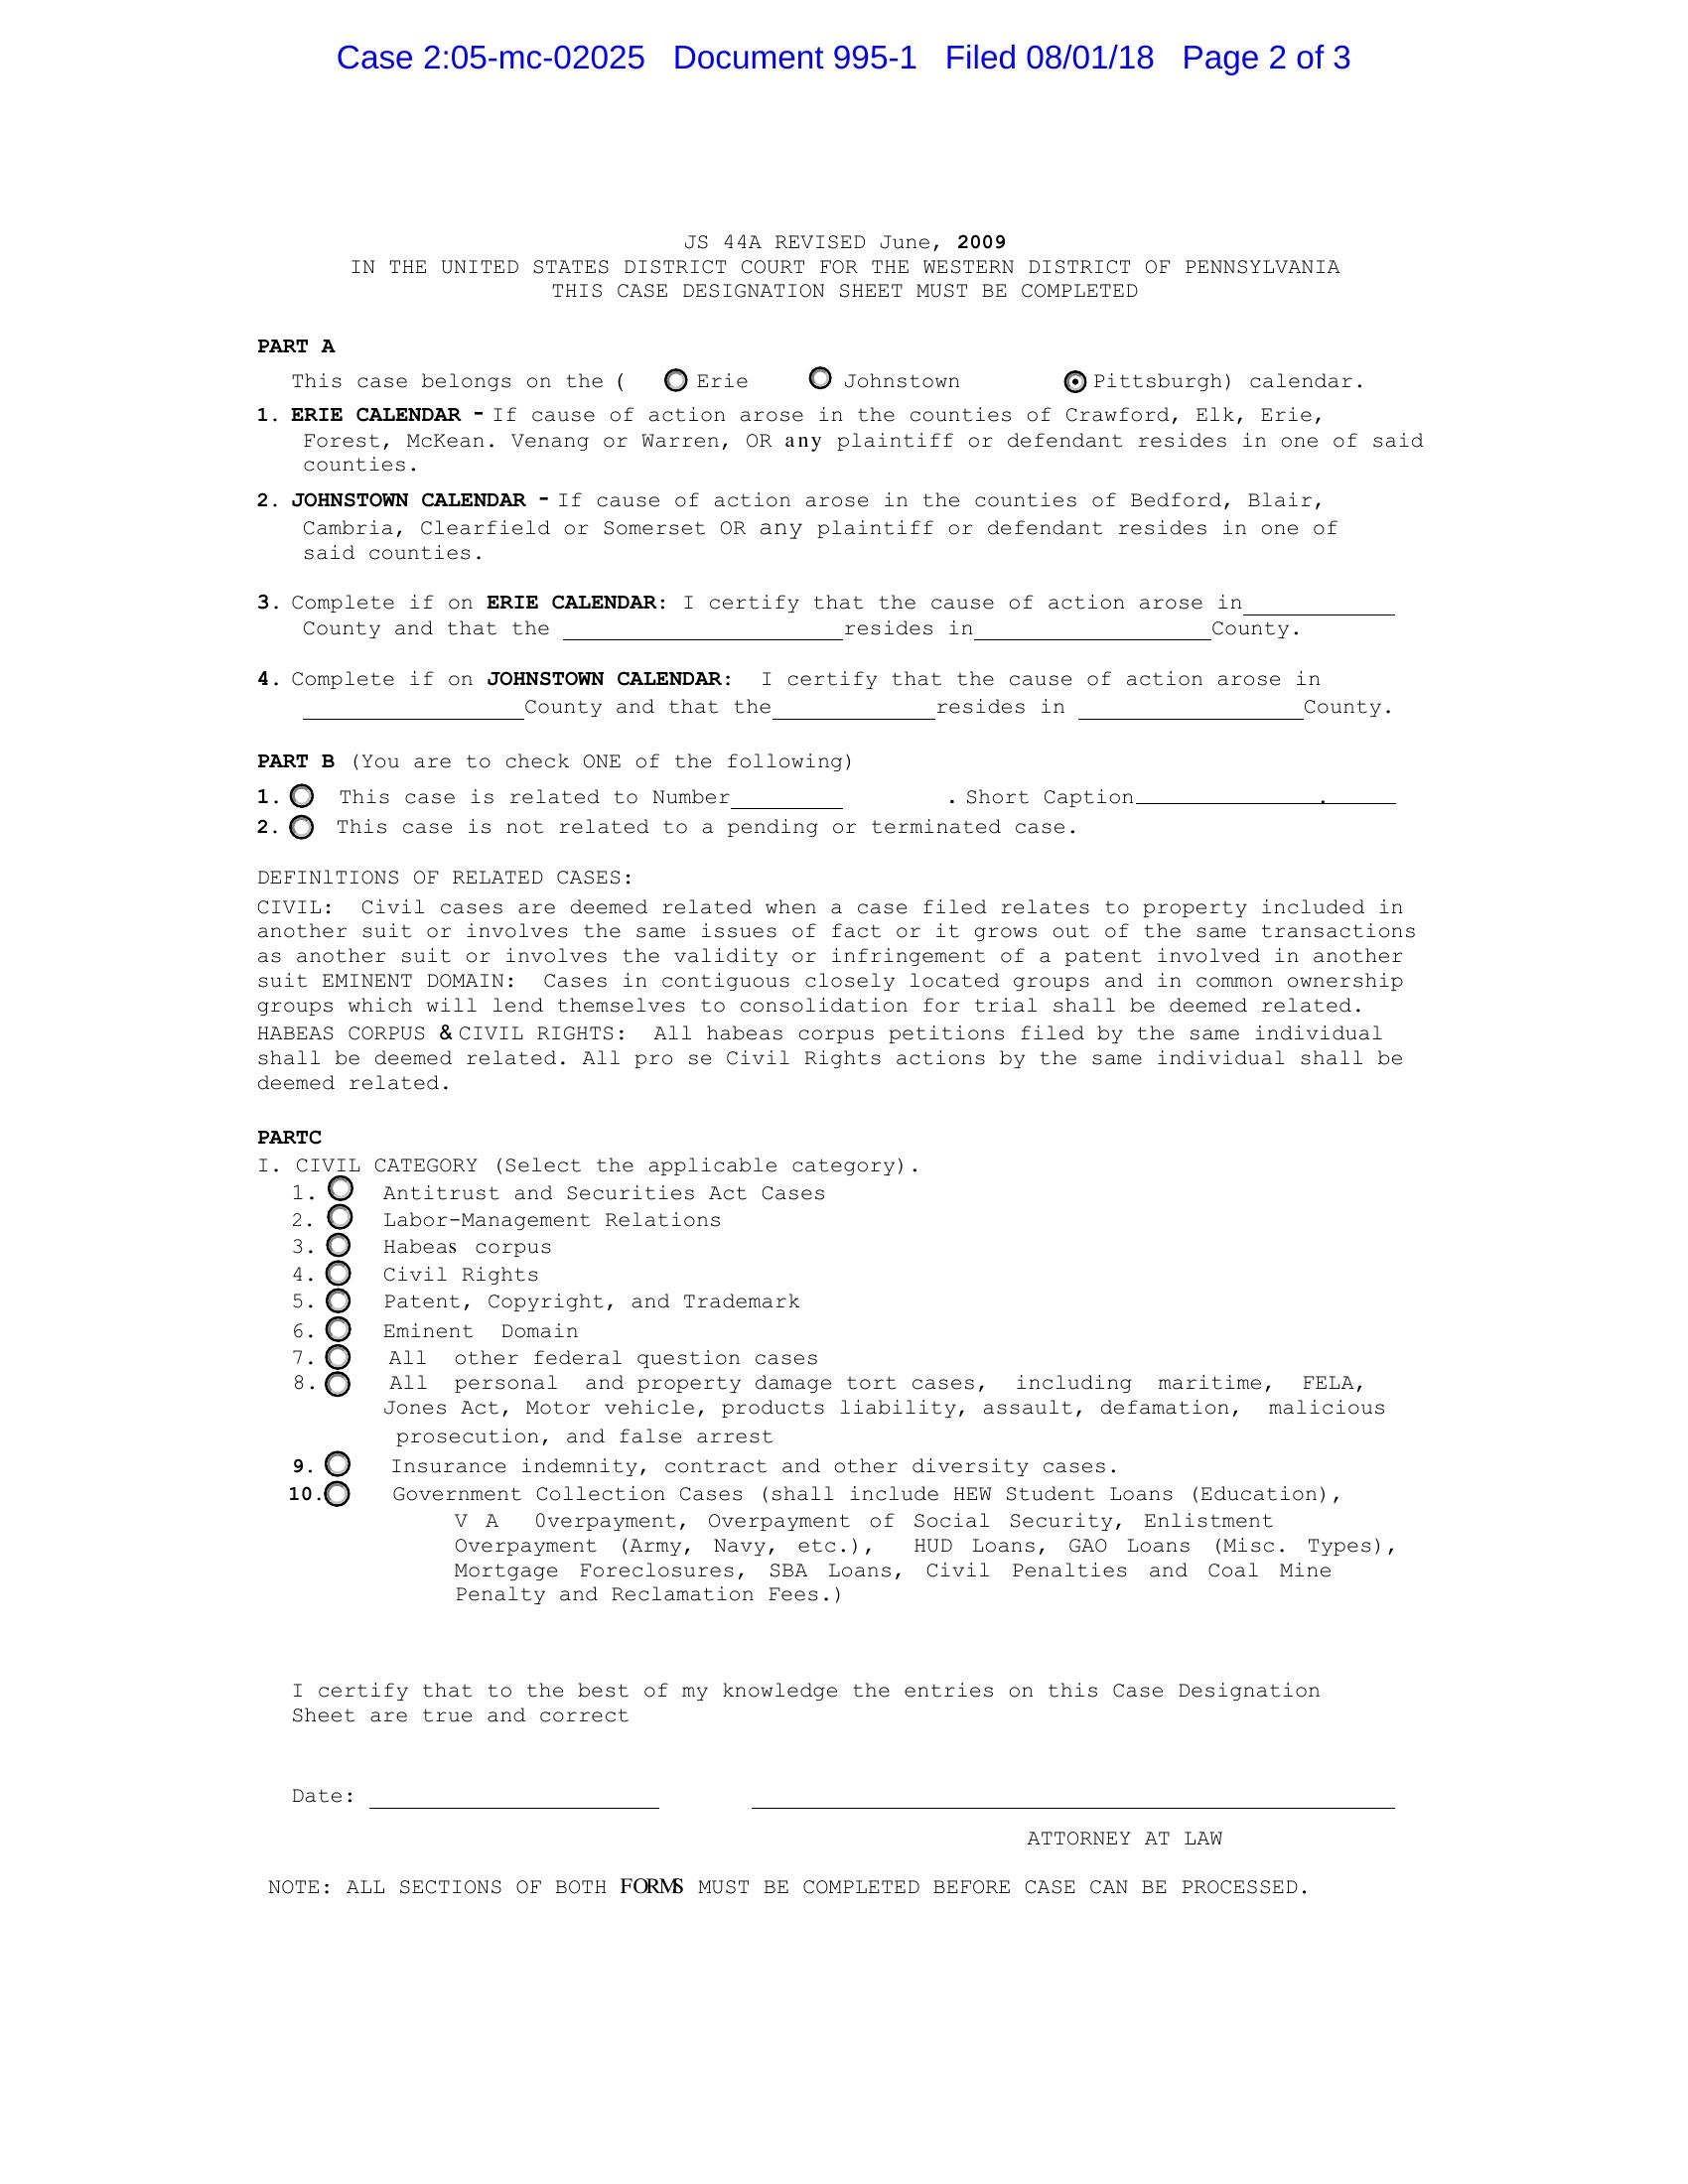 Case 2:05-mc-02025 Document 995-1 Filed 08/01/18 Page 2 of 3
JS 44A REVISED June, 2009
IN THE UNITED STATES DISTRICT COURT FOR THE WESTERN DISTRICT OF PENNSYLVANIA
THIS CASE DESIGNATION SHEET MUST BE COMPLETED
PART A
This case belongs on the ( Erie Johnstown Pittsburgh) calendar.
1. ERIE CALENDAR - If cause of action arose in the counties of Crawford, Elk, Erie,
Forest, McKean. Venang or Warren, OR any plaintiff or defendant resides in one of said
counties.
2. JOHNSTOWN CALENDAR - If cause of action arose in the counties of Bedford, Blair,
Cambria, Clearfield or Somerset OR any plaintiff or defendant resides in one of
said counties.
3. Complete if on ERIE CALENDAR: I certify that the cause of action arose in
County and that the resides in County.
4. Complete if on JOHNSTOWN CALENDAR: I certify that the cause of action arose in
County and that the resides in County.
PART B (You are to check ONE of the following)
1. This case is related to Number . Short Caption .
2. This case is not related to a pending or terminated case.
DEFINlTIONS OF RELATED CASES:
CIVIL: Civil cases are deemed related when a case filed relates to property included in
another suit or involves the same issues of fact or it grows out of the same transactions
as another suit or involves the validity or infringement of a patent involved in another
suit EMINENT DOMAIN: Cases in contiguous closely located groups and in common ownership
groups which will lend themselves to consolidation for trial shall be deemed related.
HABEAS CORPUS & CIVIL RIGHTS: All habeas corpus petitions filed by the same individual
shall be deemed related. All pro se Civil Rights actions by the same individual shall be
deemed related.
PARTC
I. CIVIL CATEGORY (Select the applicable category).
1. Antitrust and Securities Act Cases
2. Labor-Management Relations
3. Habeas corpus
4. Civil Rights
5. Patent, Copyright, and Trademark
6. Eminent Domain
7. All other federal question cases
8. All personal and property damage tort cases, including maritime, FELA,
Jones Act, Motor vehicle, products liability, assault, defamation, malicious
prosecution, and false arrest
9. Insurance indemnity, contract and other diversity cases.
10. Government Collection Cases (shall include HEW Student Loans (Education),
V A 0verpayment, Overpayment of Social Security, Enlistment
Overpayment (Army, Navy, etc.), HUD Loans, GAO Loans (Misc. Types),
Mortgage Foreclosures, SBA Loans, Civil Penalties and Coal Mine
Penalty and Reclamation Fees.)
I certify that to the best of my knowledge the entries on this Case Designation
Sheet are true and correct
Date:
ATTORNEY AT LAW
NOTE: ALL SECTIONS OF BOTH FORMS MUST BE COMPLETED BEFORE CASE CAN BE PROCESSED.